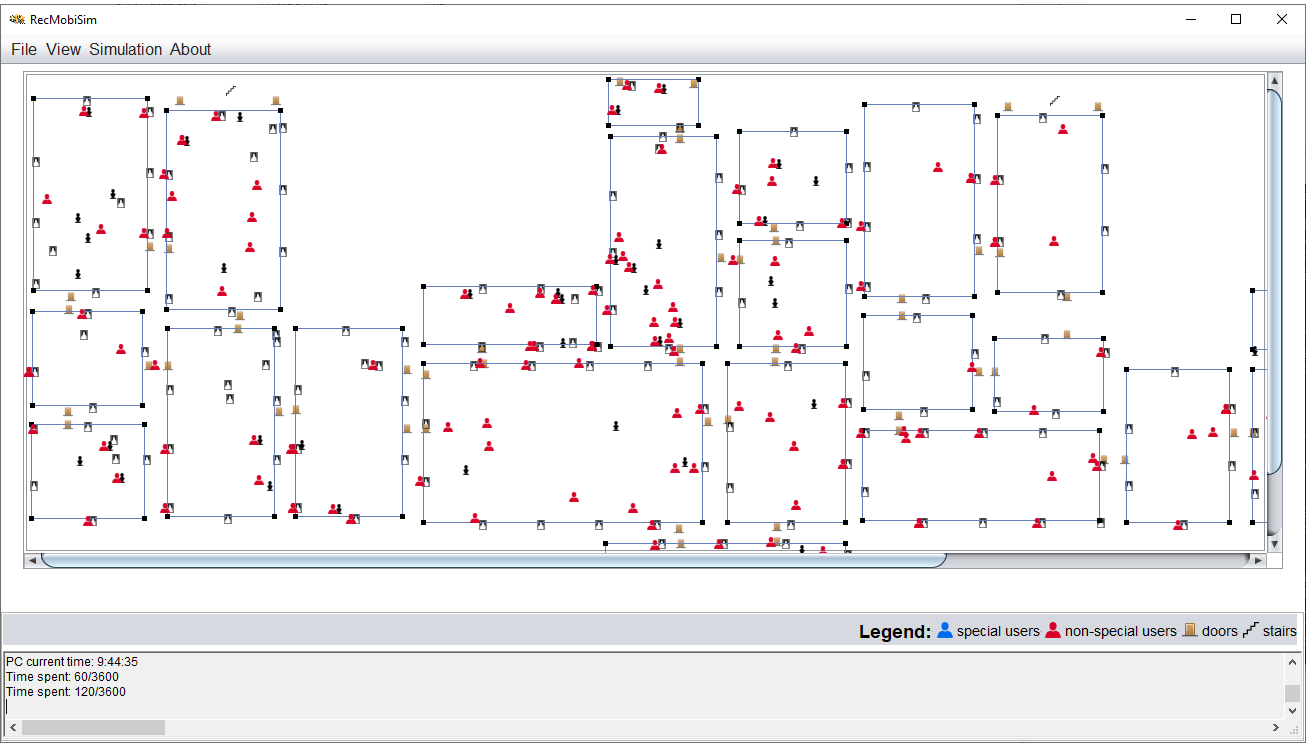 RecMobiSim
File View Simulation About
Legend: special users non-special users doors stairs
PC current time: 9:44:35
Time spent: 60/3600
Time spent: 120/3600